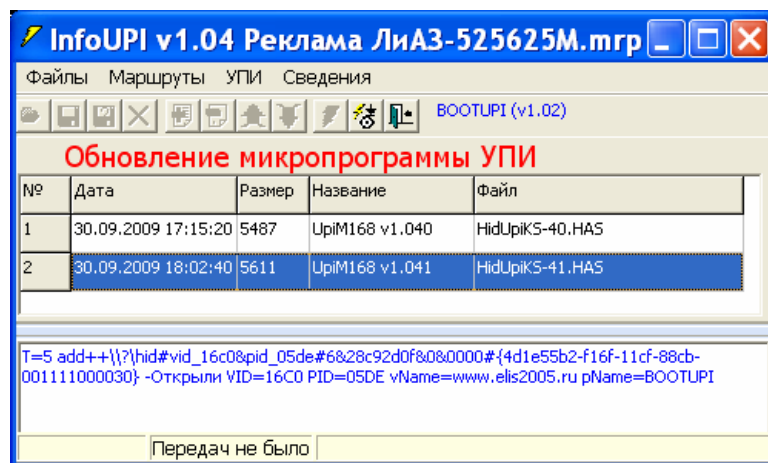 InfoUPI v1.04 Реклама ЛиАЗ-525625М.mrp
Файлы Маршруты УПИ Сведения
BOOTUPI (v1.02)
Обновление микропрограммы УПИ
№ Дата Размер Название Файл
1 30.09.2009 17:15:20 5487 UpiM168 v1.040 HidUpiKS-40.HAS
2 30.09.2009 18:02:40 5611 UpiM168 v1.041 HidUpiKS-41.HAS
T=5 add++\\?\hid#vid_16c0&pid_05de#6&28c92d0f&0&0000#{4d1e55b2-f16f-11cf-88cb-
001111000030} -Открыли VID=16C0 PID=05DE vName=www.elis2005.ru pName=BOOTUPI
Передач не было